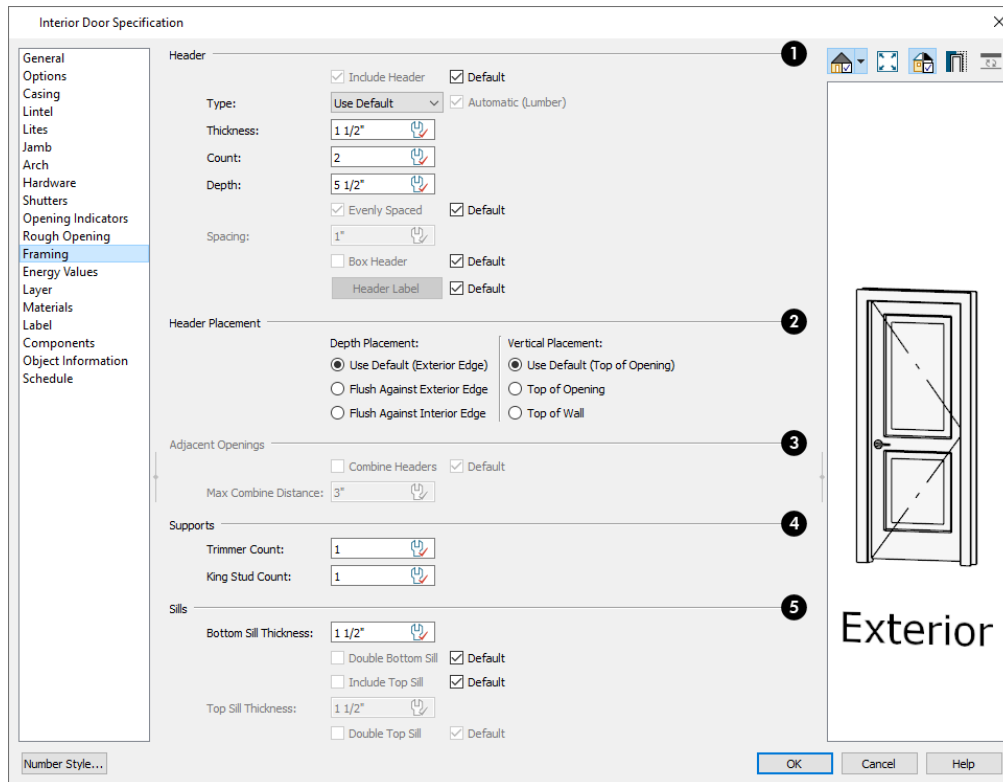 Interior Door Specification
General
Options
Casing
Lintel
Lites
Jamb
Arch
Hardware
Shutters
Opening Indicators
Rough Opening
Framing
Energy Values
Layer
Materials
Label
Components
Object Information
Schedule
Header 1
Include Header Default
Type: Use Default Automatic (Lumber)
Thickness: 1 1/2"
Count: 2
Depth: 5 1/2"
Evenly Spaced Default
Spacing: 1"
Box Header Default
Header Label Default
Header Placement 2
Depth Placement: Vertical Placement:
Use Default (Exterior Edge) Use Default (Top of Opening)
Flush Against Exterior Edge Top of Opening
Flush Against Interior Edge Top of Wall
Adjacent Openings 3
Combine Headers Default
Max Combine Distance: 3"
Supports 4
Trimmer Count: 1
King Stud Count: 1
Sills 5
Bottom Sill Thickness: 1 1/2"
Double Bottom Sill Default
Include Top Sill Default
Top Sill Thickness: 1 1/2"
Double Top Sill Default
Exterior
Number Style... OK Cancel Help